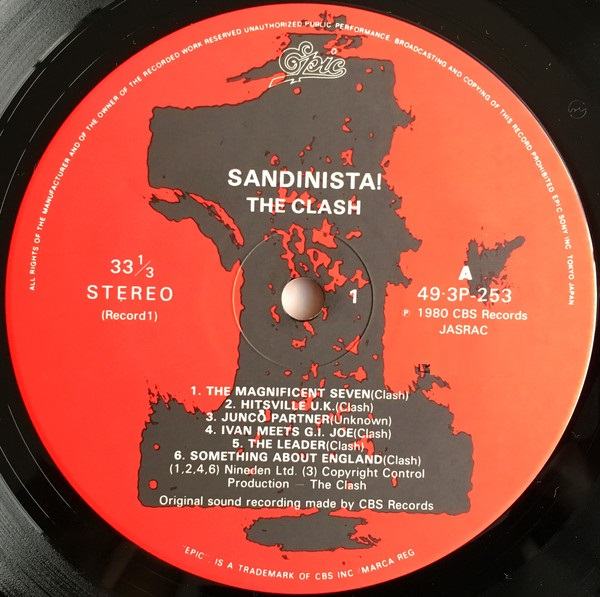 ALL RIGHTS OF THE MANUFACTURER AND OF THE OWNER OF THE RECORDED WORK RESERVED UNAUTHORIZED PUBLIC PERFORMANCE, BROADCASTING AND COPYING OF THIS RECORD PROHIBITED EPIC SONY INC. TOKYO JAPAN
Epic
SANDINISTA!
THE CLASH
33 1/3
STEREO
(Record1)
1
A
49·3P-253
Ⓟ 1980 CBS Records
JASRAC
1. THE MAGNIFICENT SEVEN(Clash)
2. HITSVILLE U.K.(Clash)
3. JUNCO PARTNER(Unknown)
4. IVAN MEETS G.I. JOE(Clash)
5. THE LEADER(Clash)
6. SOMETHING ABOUT ENGLAND(Clash)
(1,2,4,6) Nineden Ltd. (3) Copyright Control
Production — The Clash
Original sound recording made by CBS Records
"EPIC" IS A TRADEMARK OF CBS INC /MARCA REG